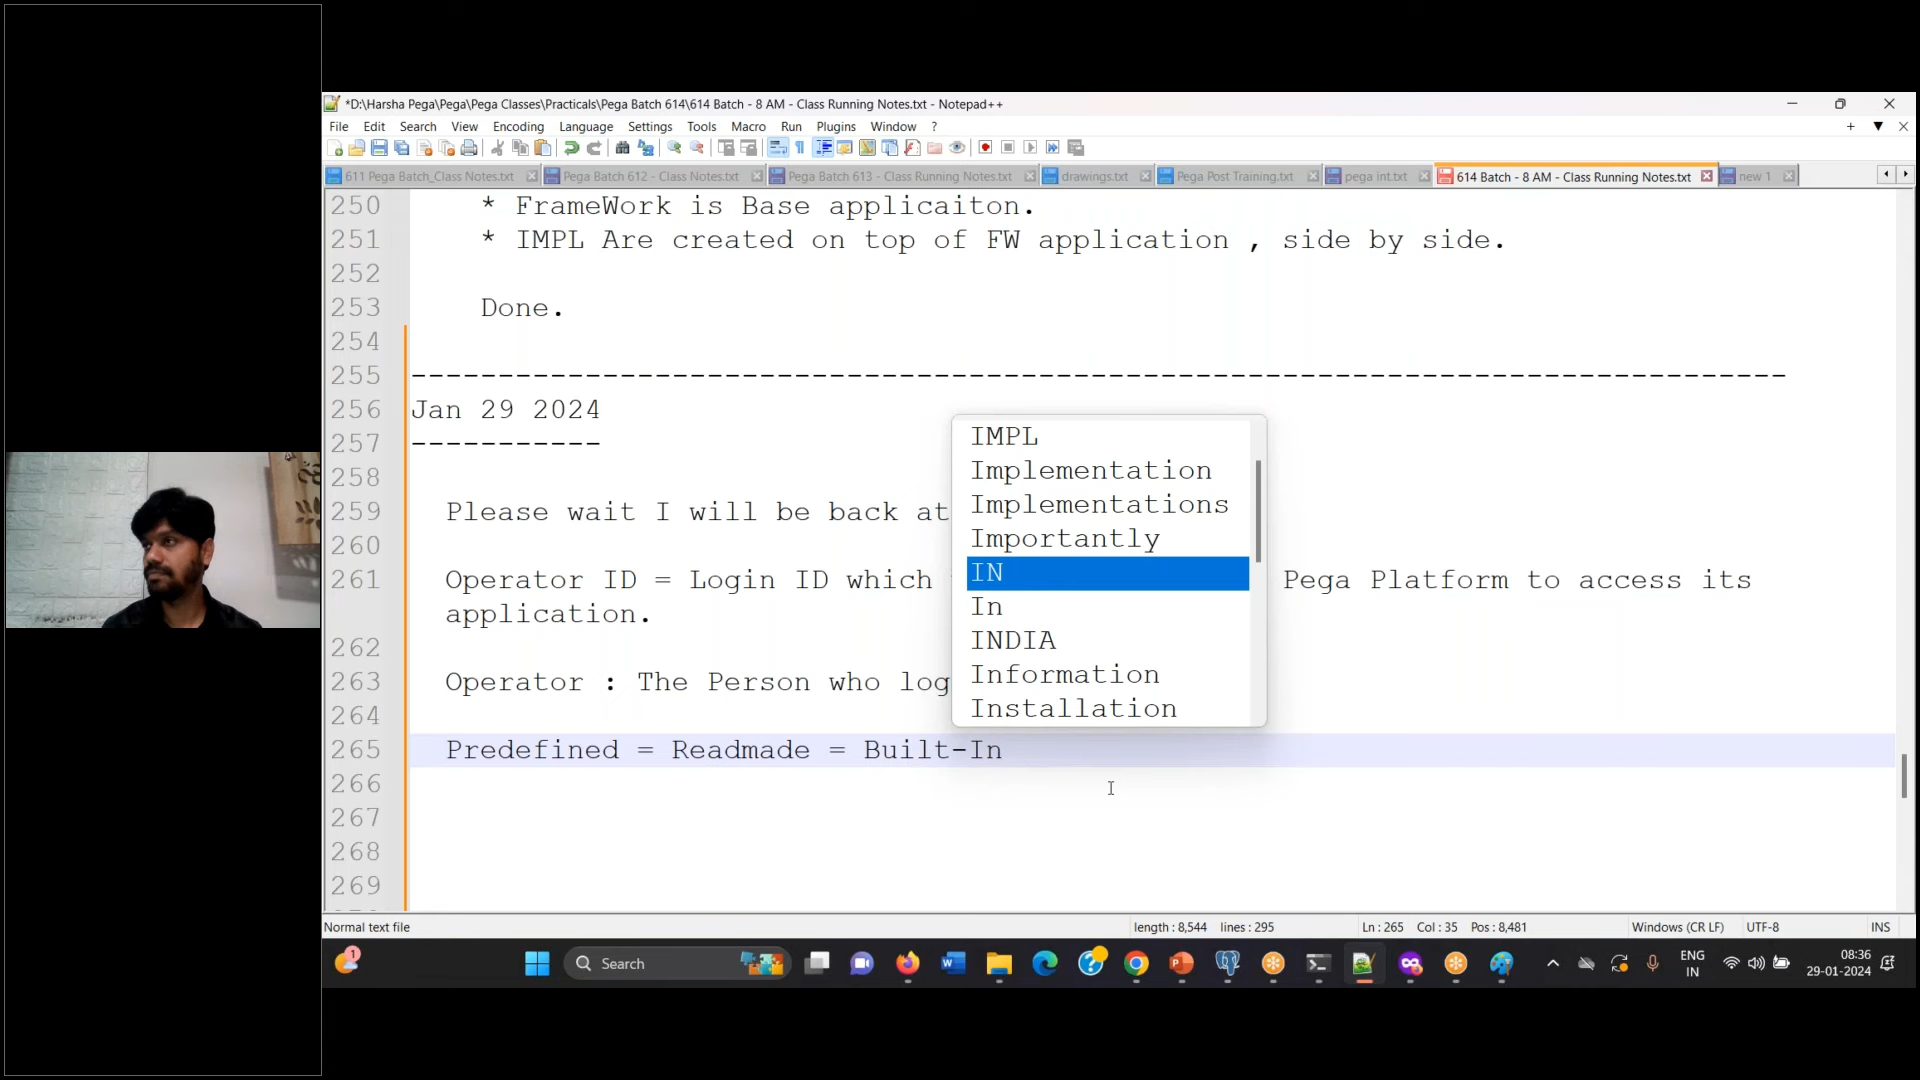 *D:\Harsha Pega\Pega\Pega Classes\Practicals\Pega Batch 614\614 Batch - 8 AM - Class Running Notes.txt - Notepad++
File Edit Search View Encoding Language Settings Tools Macro Run Plugins Window ?
611 Pega Batch_Class Notes.txt Pega Batch 612 - Class Notes.txt Pega Batch 613 - Class Running Notes.txt drawings.txt Pega Post Training.txt pega int.txt 614 Batch - 8 AM - Class Running Notes.txt new 1
250 * FrameWork is Base applicaiton.
251 * IMPL Are created on top of FW application , side by side.
252
253 Done.
254
255 --------------------------------------------------------------------------------
256 Jan 29 2024
257 -----------
258
259 Please wait I will be back at
260
261 Operator ID = Login ID which Pega Platform to access its
application.
262
263 Operator : The Person who log
264
265 Predefined = Readmade = Built-In
266
267
268
269
IMPL
Implementation
Implementations
Importantly
IN
In
INDIA
Information
Installation
Normal text file length : 8,544 lines : 295 Ln : 265 Col : 35 Pos : 8,481 Windows (CR LF) UTF-8 INS
1 Search ENG IN 08:36 29-01-2024